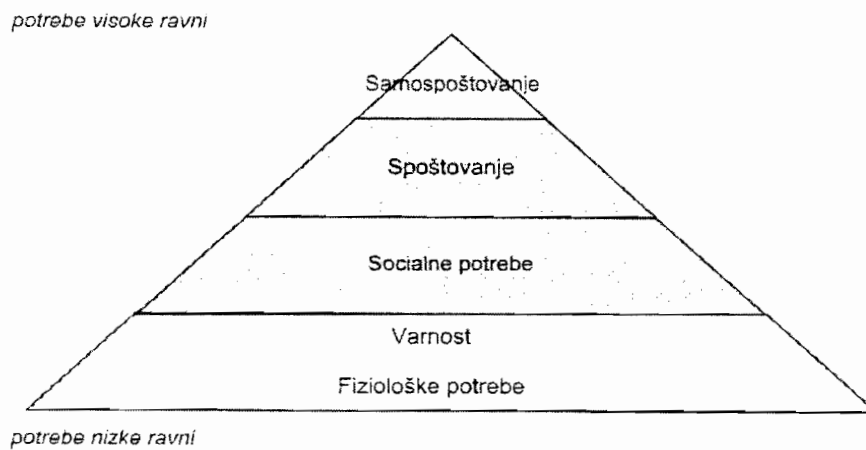 potrebe visoke ravni
Samospoštovanje
Spoštovanje
Socialne potrebe
Varnost
Fiziološke potrebe
potrebe nizke ravni